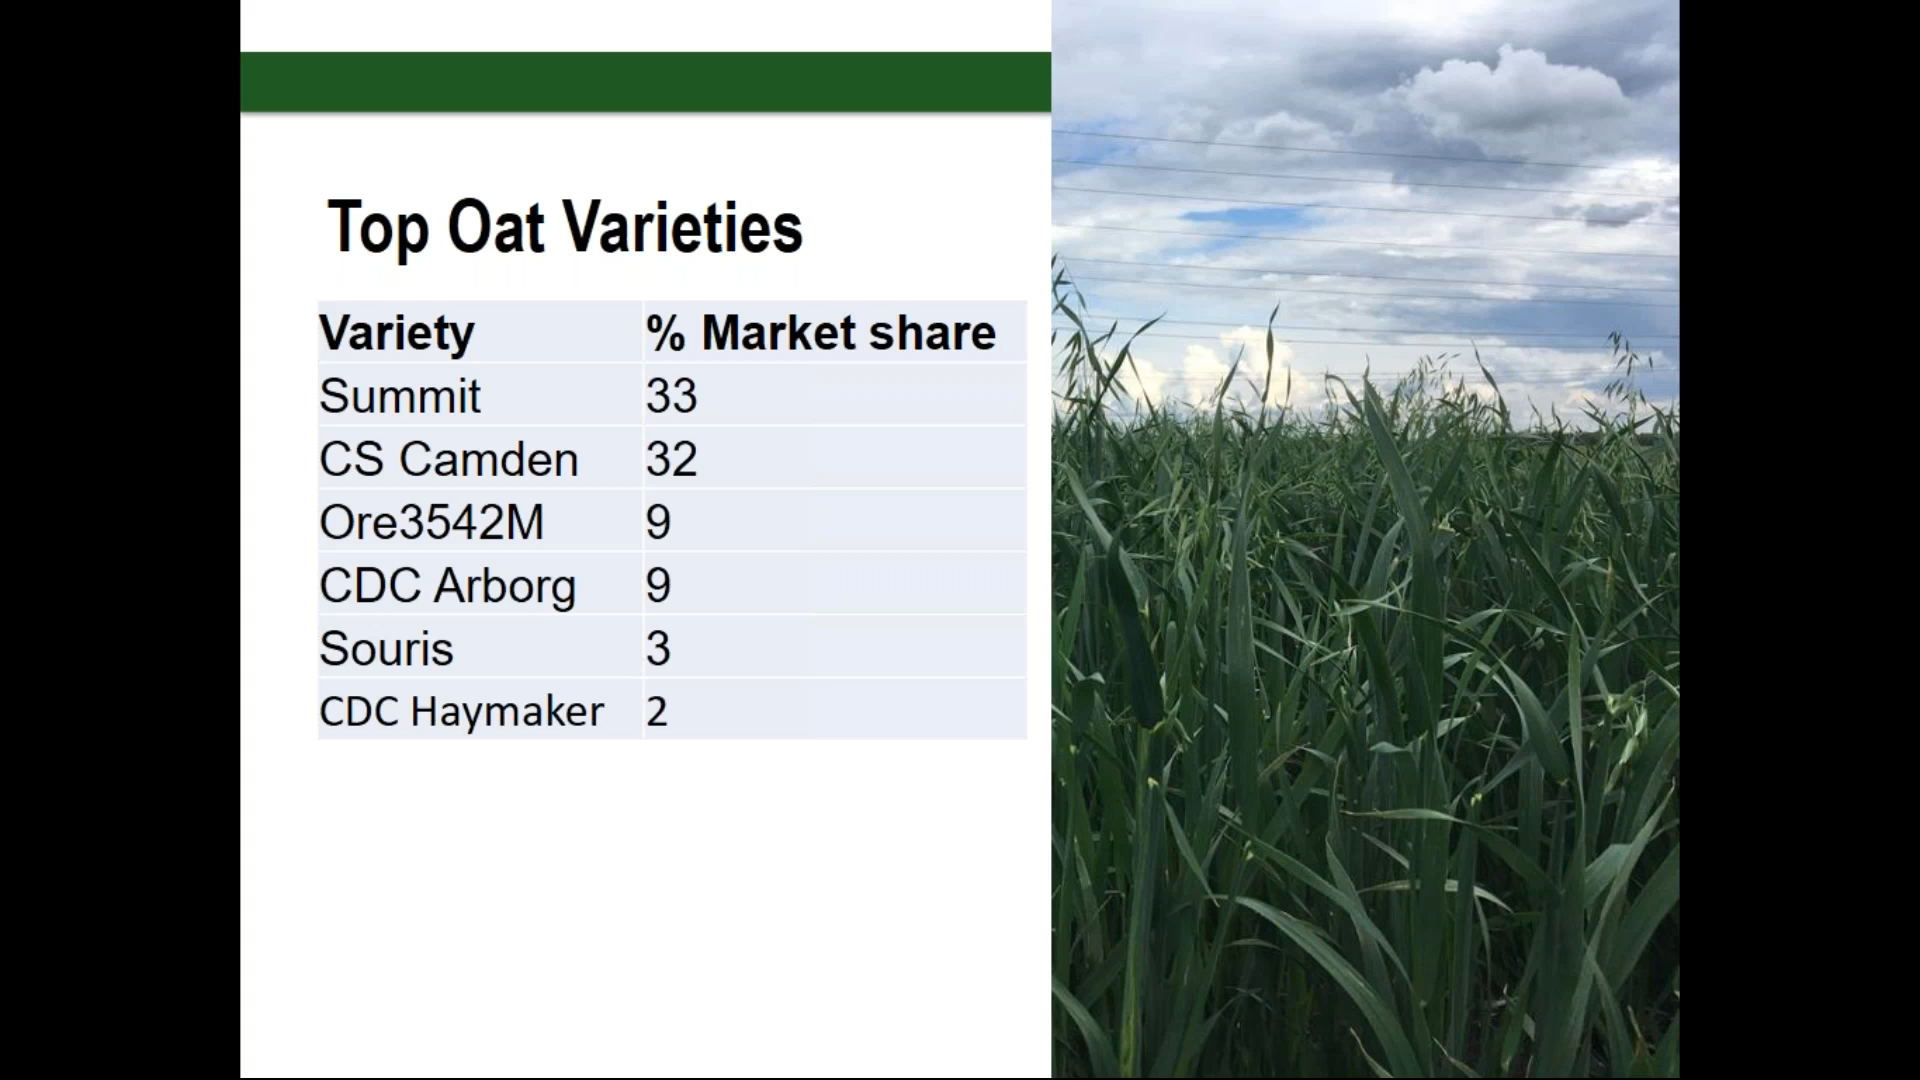 Top Oat Varieties
Variety % Market share
Summit 33
CS Camden 32
Ore3542M 9
CDC Arborg 9
Souris 3
CDC Haymaker 2